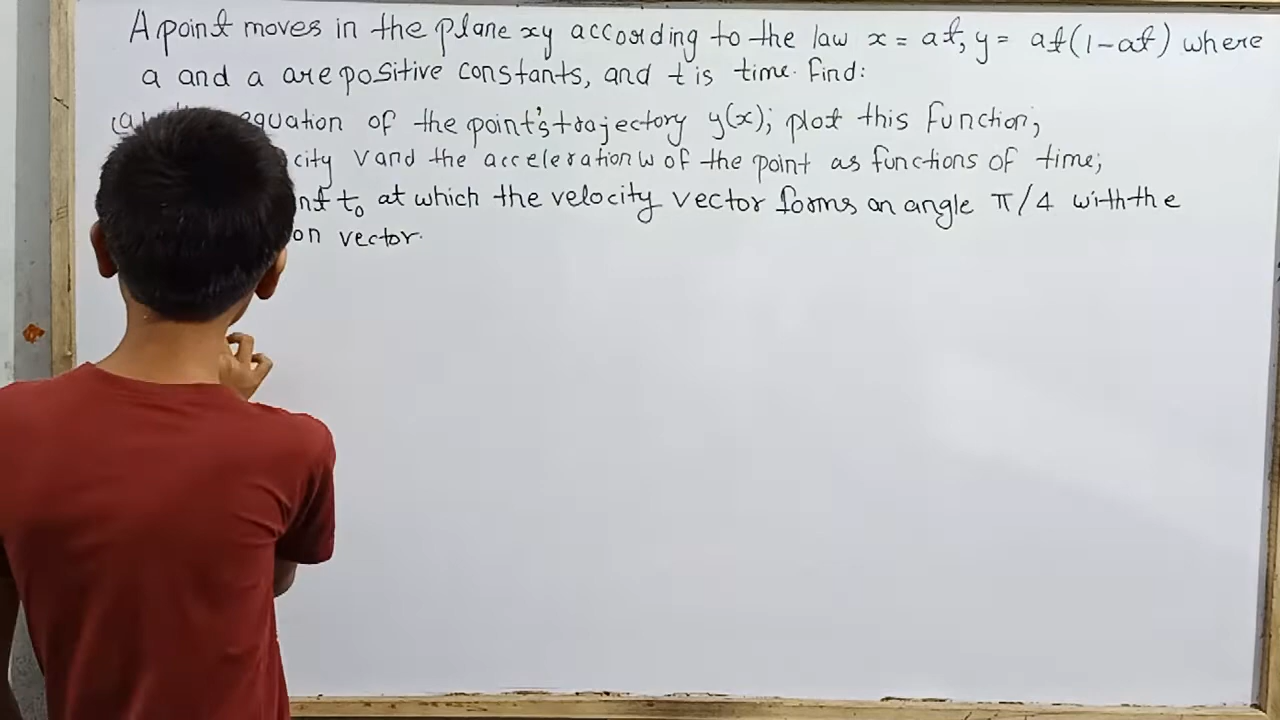 A point moves in the plane xy according to the law x = at, y = at(1-at) where
a and a are positive constants, and t is time. Find:
(a) equation of the point's trajectory y(x); plot this function;
city v and the acceleration w of the point as functions of time;
nt t₀ at which the velocity vector forms an angle π/4 with the
on vector.